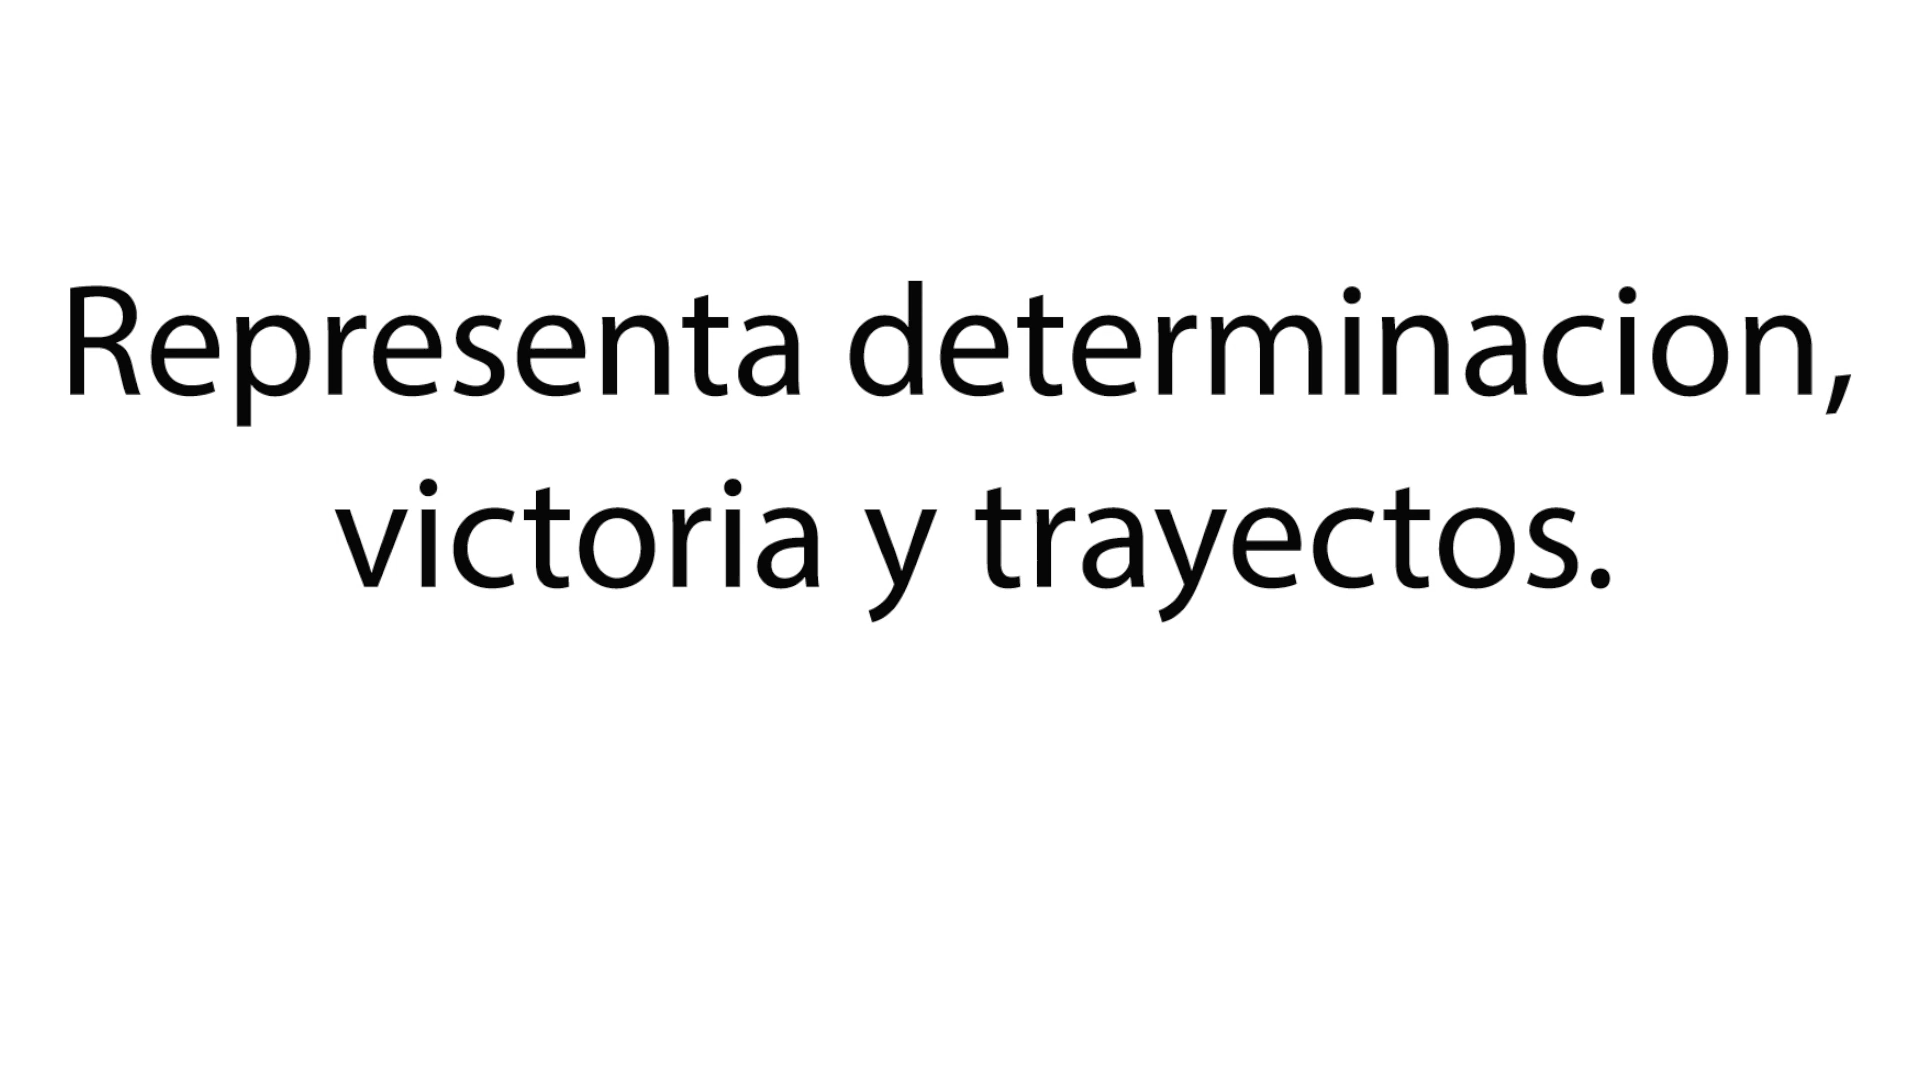 Representa determinacion,
victoria y trayectos.